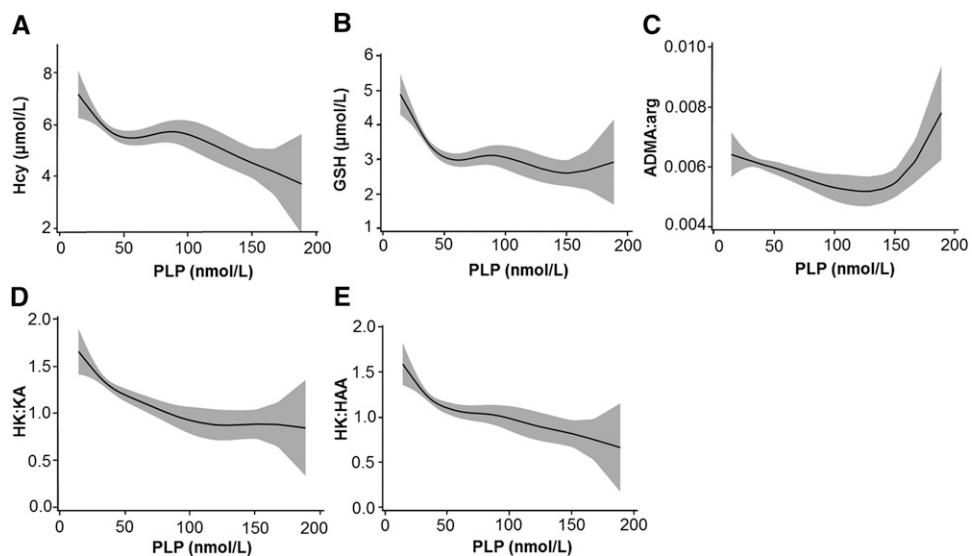 A
Hcy (µmol/L)
8
6
4
2
0 50 100 150 200
PLP (nmol/L)
B
GSH (µmol/L)
6
5
4
3
2
1
0 50 100 150 200
PLP (nmol/L)
C
ADMA:arg
0.010
0.008
0.006
0.004
0 50 100 150 200
PLP (nmol/L)
D
HK:KA
2.0
1.5
1.0
0.5
0.0
0 50 100 150 200
PLP (nmol/L)
E
HK:HAA
2.0
1.5
1.0
0.5
0.0
0 50 100 150 200
PLP (nmol/L)